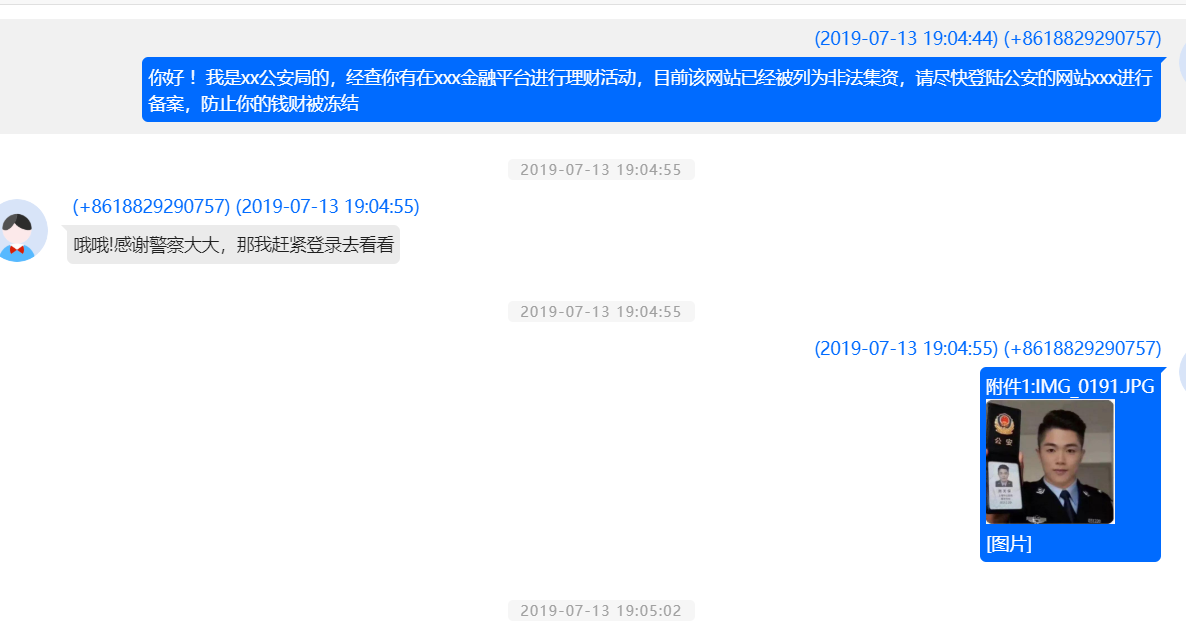 (2019-07-13 19:04:44) (+8618829290757)
你好！我是xx公安局的，经查你有在xxx金融平台进行理财活动，目前该网站已经被列为非法集资，请尽快登陆公安的网站xxx进行
备案，防止你的钱财被冻结
2019-07-13 19:04:55
(+8618829290757) (2019-07-13 19:04:55)
哦哦!感谢警察大大，那我赶紧登录去看看
2019-07-13 19:04:55
(2019-07-13 19:04:55) (+8618829290757)
附件1:IMG_0191.JPG
公安
[图片]
2019-07-13 19:05:02